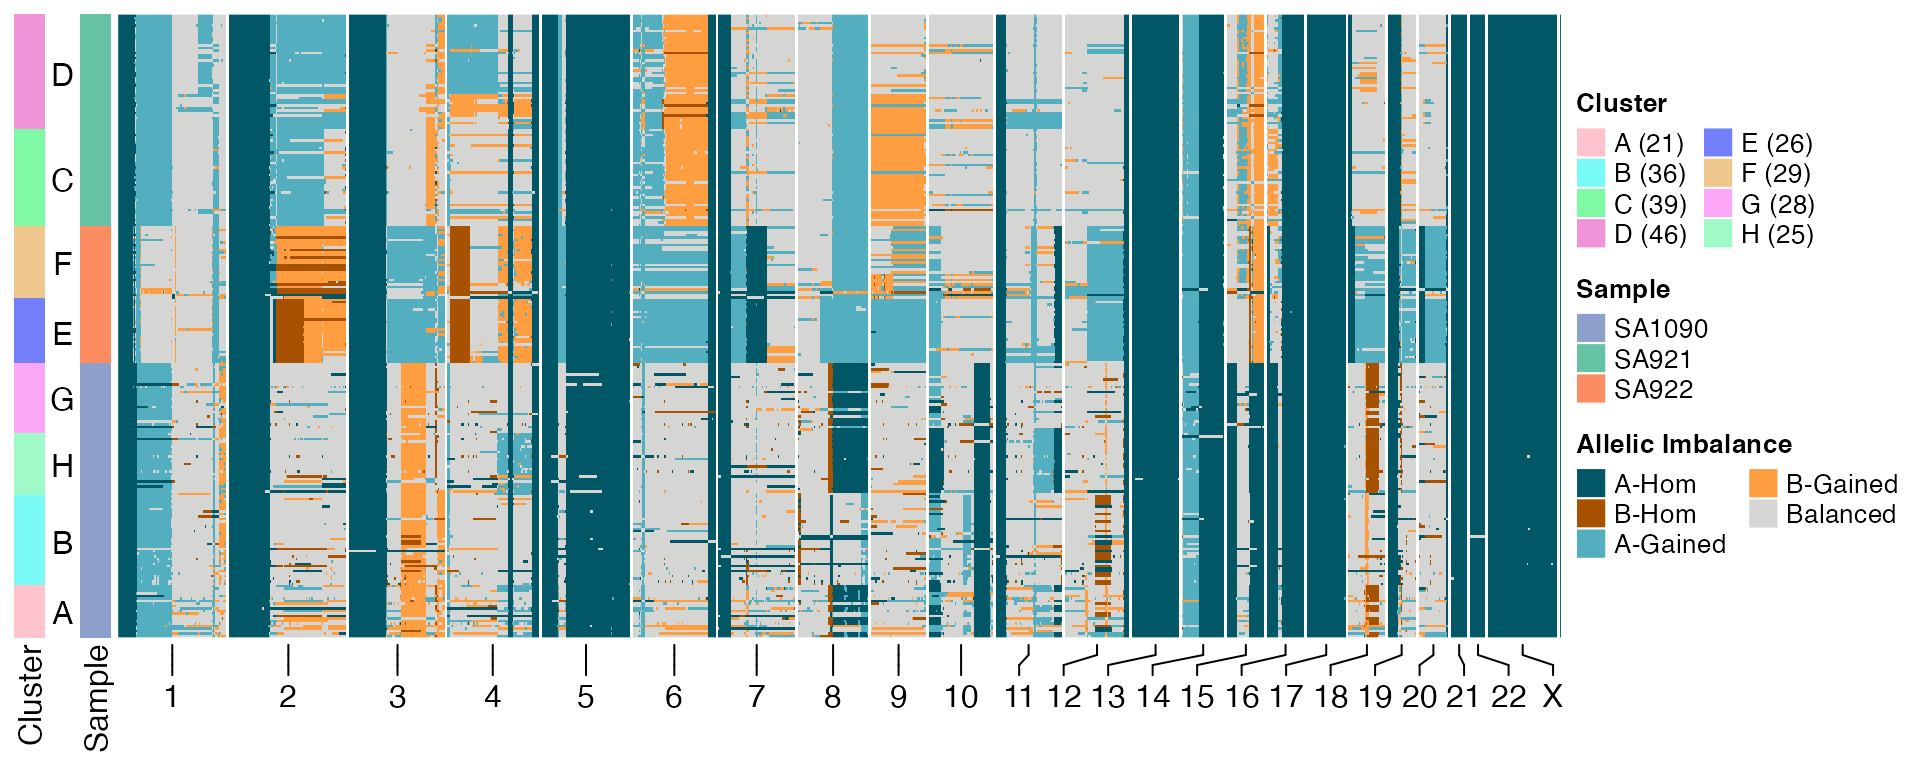 D
C
F
E
G
H
B
A
Cluster
Sample
1 2 3 4 5 6 7 8 9 10 11 12 13 14 15 16 17 18 19 20 21 22 X
Cluster
A (21) E (26)
B (36) F (29)
C (39) G (28)
D (46) H (25)
Sample
SA1090
SA921
SA922
Allelic Imbalance
A-Hom B-Gained
B-Hom Balanced
A-Gained